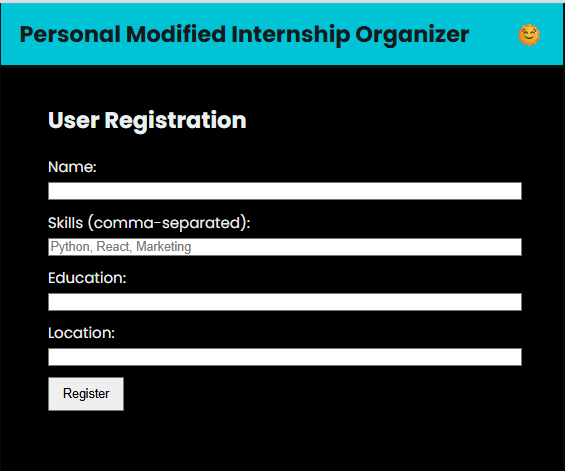 Personal Modified Internship Organizer
User Registration
Name:
Skills (comma-separated):
Python, React, Marketing
Education:
Location:
Register